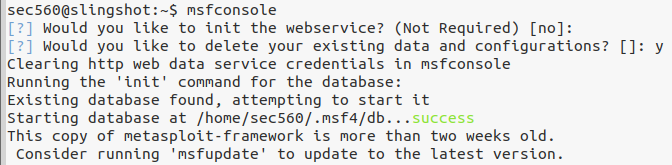 sec560@slingshot:~$ msfconsole
[?] Would you like to init the webservice? (Not Required) [no]:
[?] Would you like to delete your existing data and configurations? []: y
Clearing http web data service credentials in msfconsole
Running the 'init' command for the database:
Existing database found, attempting to start it
Starting database at /home/sec560/.msf4/db...success
This copy of metasploit-framework is more than two weeks old.
 Consider running 'msfupdate' to update to the latest version.